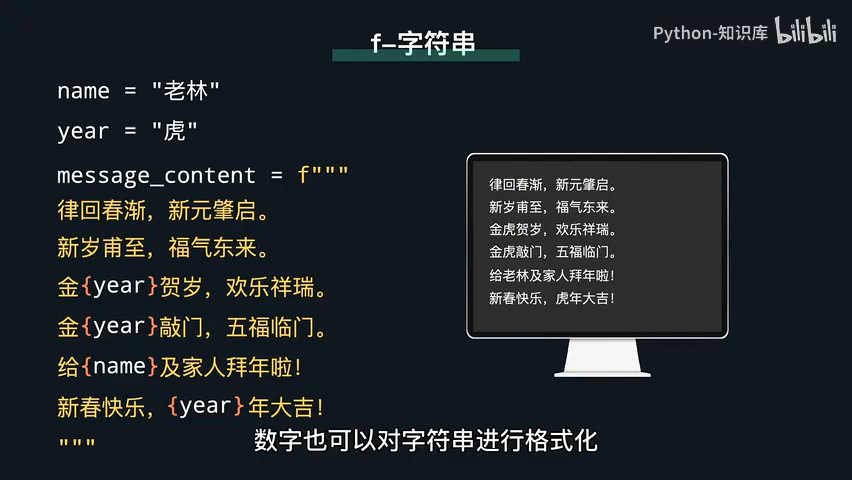 f-字符串
Python-知识库 bilibili
name = "老林"
year = "虎"
message_content = f"""
律回春渐，新元肇启。
新岁甫至，福气东来。
金{year}贺岁，欢乐祥瑞。
金{year}敲门，五福临门。
给{name}及家人拜年啦！
新春快乐，{year}年大吉！
"""
律回春渐，新元肇启。
新岁甫至，福气东来。
金虎贺岁，欢乐祥瑞。
金虎敲门，五福临门。
给老林及家人拜年啦！
新春快乐，虎年大吉！
数字也可以对字符串进行格式化